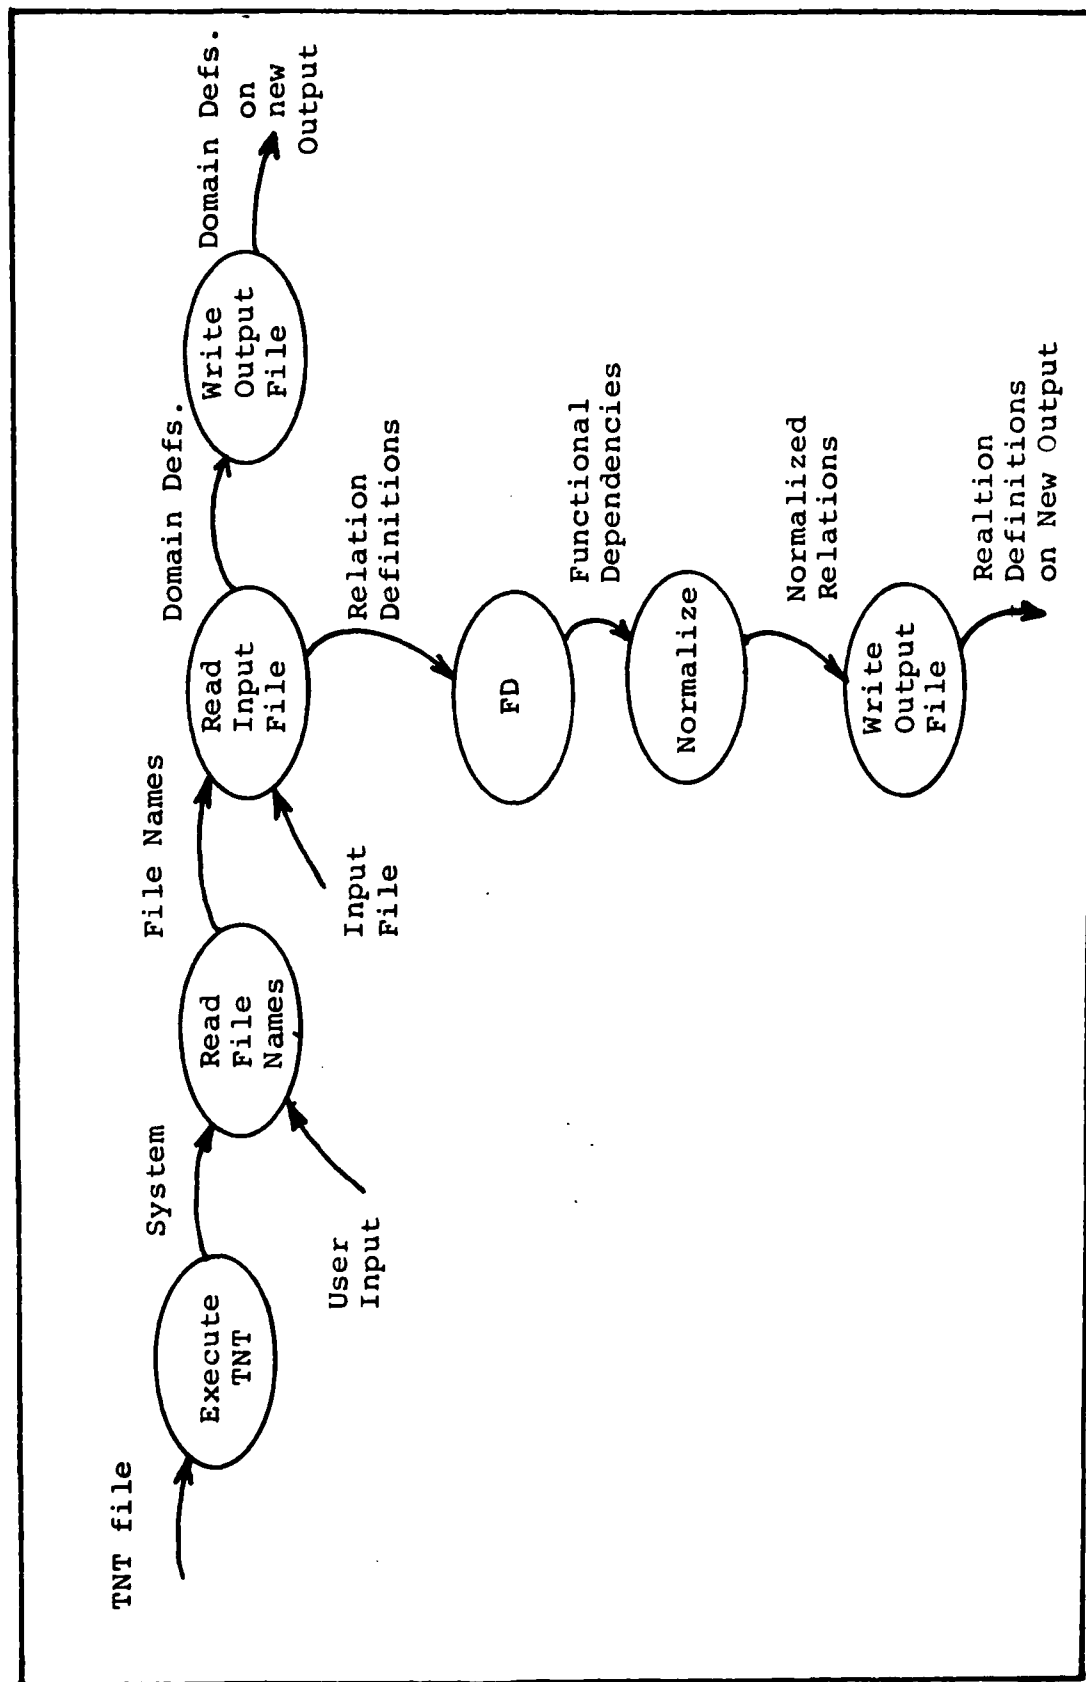 TNT file
Execute
TNT
System
User
Input
Read
File
Names
File Names
Input
File
Read
Input
File
Domain Defs.
Write
Output
File
Domain Defs.
on
new
Output
Relation
Definitions
FD
Functional
Dependencies
Normalize
Normalized
Relations
Write
Output
File
Realtion
Definitions
on New Output